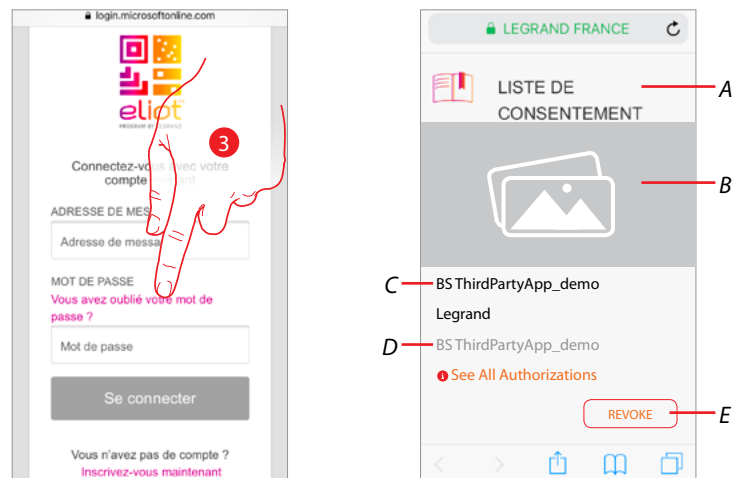 login.microsoftonline.com
eliot
PROGRAM BY LEGRAND
3
Connectez-vous avec votre
compte
ADRESSE DE MES
Adresse de messa
MOT DE PASSE
Vous avez oublié votre mot de
passe ?
Mot de passe
Se connecter
Vous n'avez pas de compte ?
Inscrivez-vous maintenant
LEGRAND FRANCE
LISTE DE
CONSENTEMENT
A
B
C
BS ThirdPartyApp_demo
Legrand
D
BS ThirdPartyApp_demo
See All Authorizations
REVOKE
E